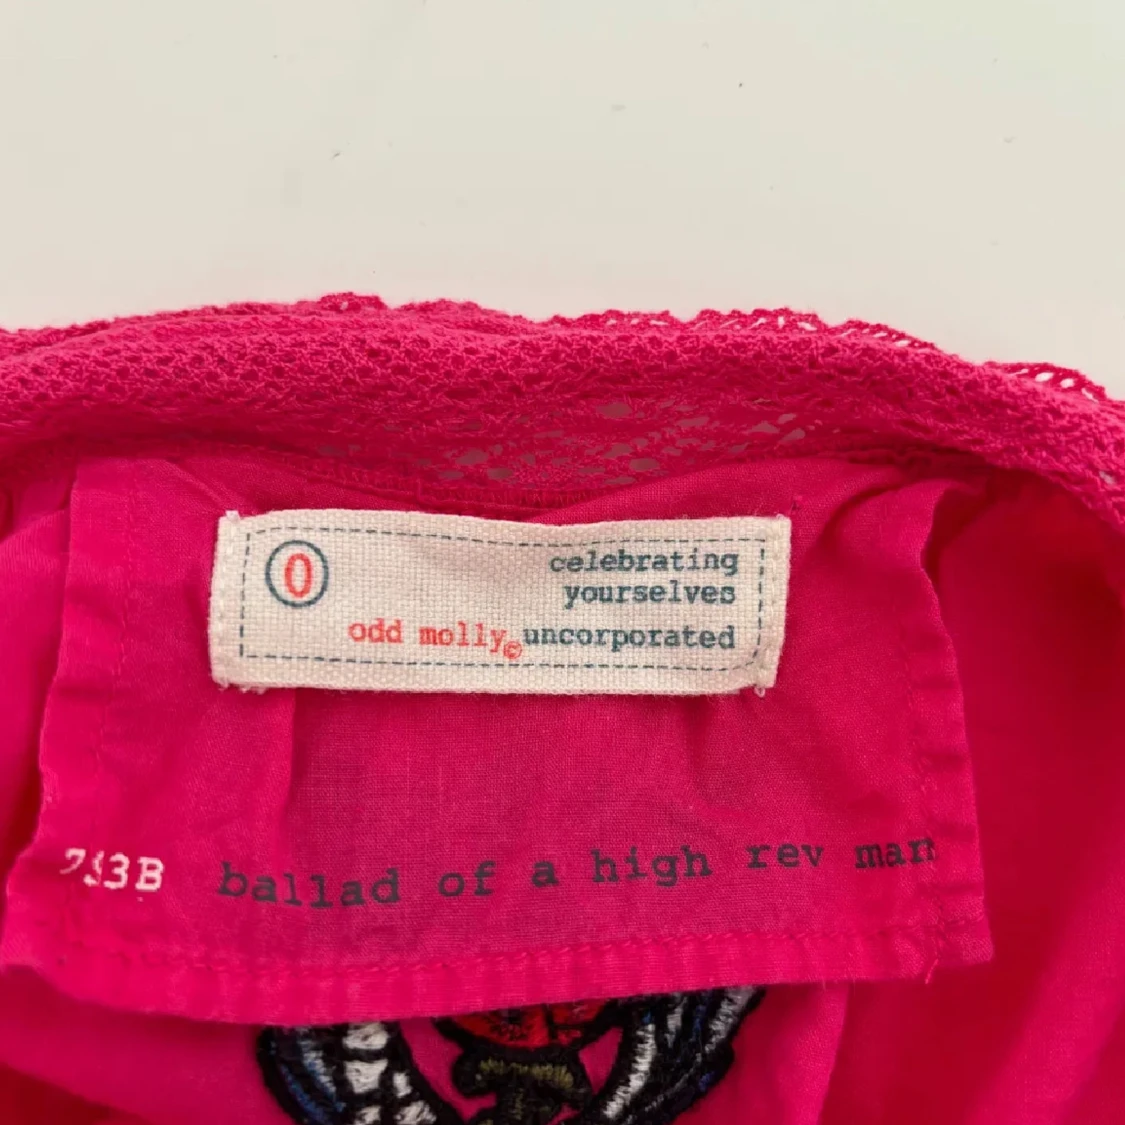 0
celebrating
yourselves
odd molly© uncorporated
ballad of a high rev